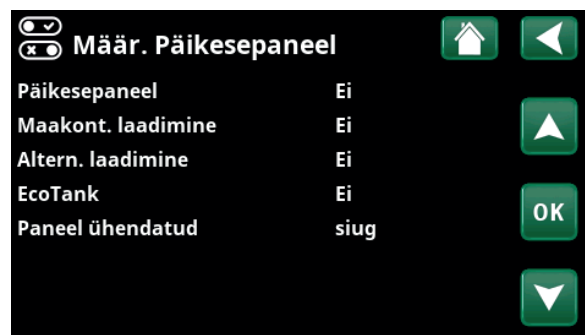 Määr. Päikesepaneel
Päikesepaneel Ei
Maakont. laadimine Ei
Altern. laadimine Ei
EcoTank Ei
OK
Paneel ühendatud siug